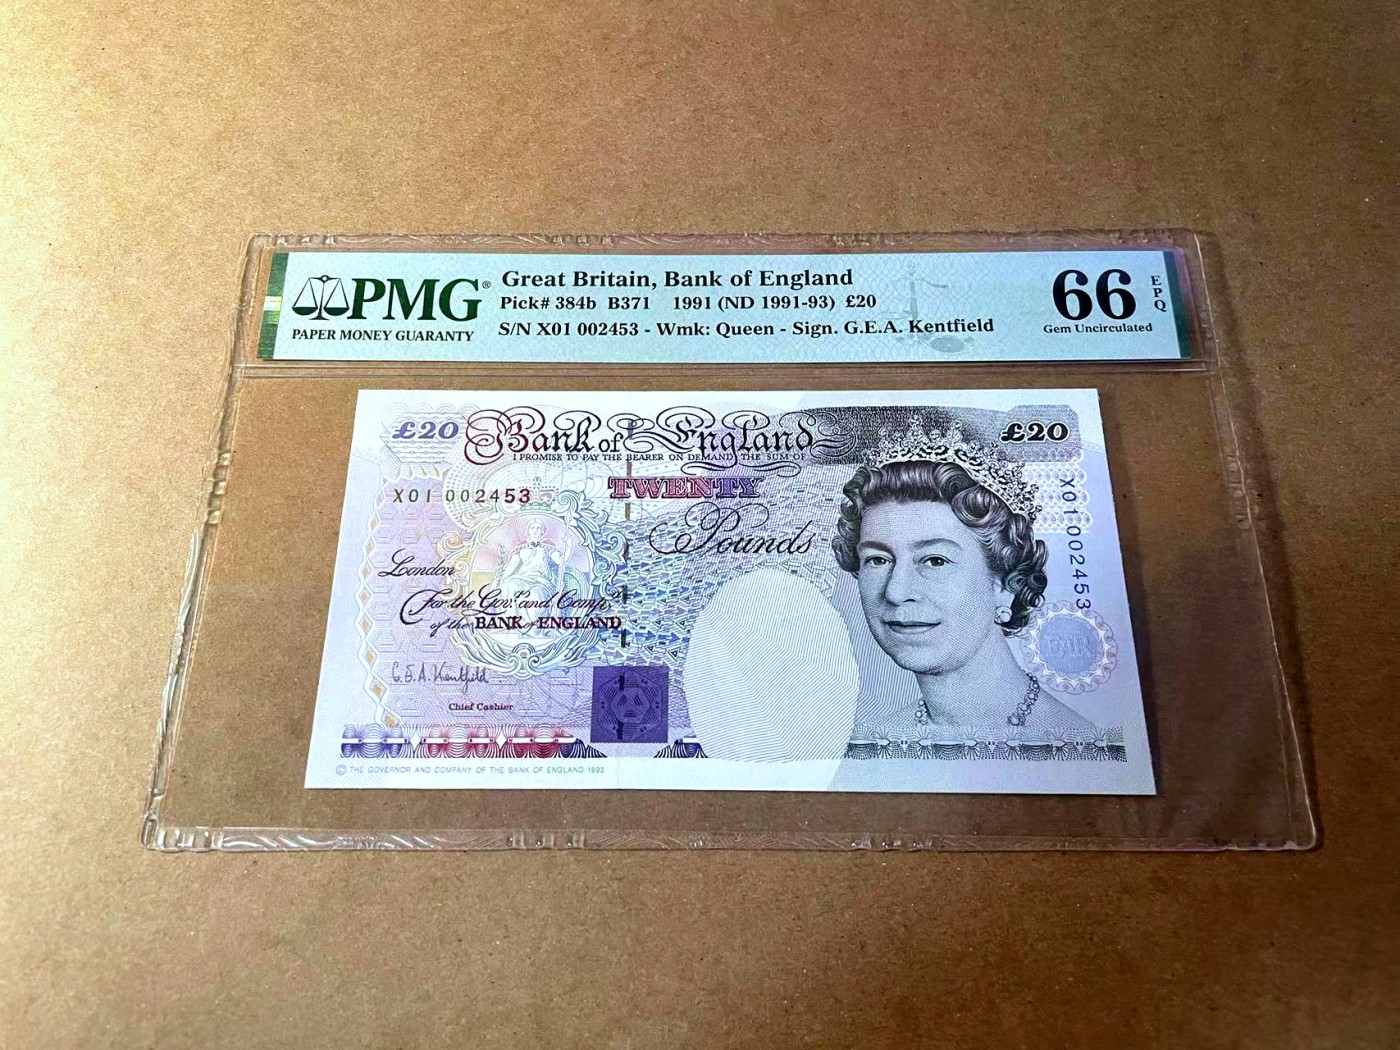 PMG®
PAPER MONEY GUARANTY
Great Britain, Bank of England
Pick# 384b B371 1991 (ND 1991-93) £20
S/N X01 002453 - Wmk: Queen - Sign. G.E.A. Kentfield
66 EPQ
Gem Uncirculated
£20 Bank of England £20
I PROMISE TO PAY THE BEARER ON DEMAND THE SUM OF
TWENTY
Pounds
X01 002453
X01 002453
London
For the Govr. and Compa.
of the BANK of ENGLAND
G.E.A. Kentfield
Chief Cashier
© THE GOVERNOR AND COMPANY OF THE BANK OF ENGLAND 1993